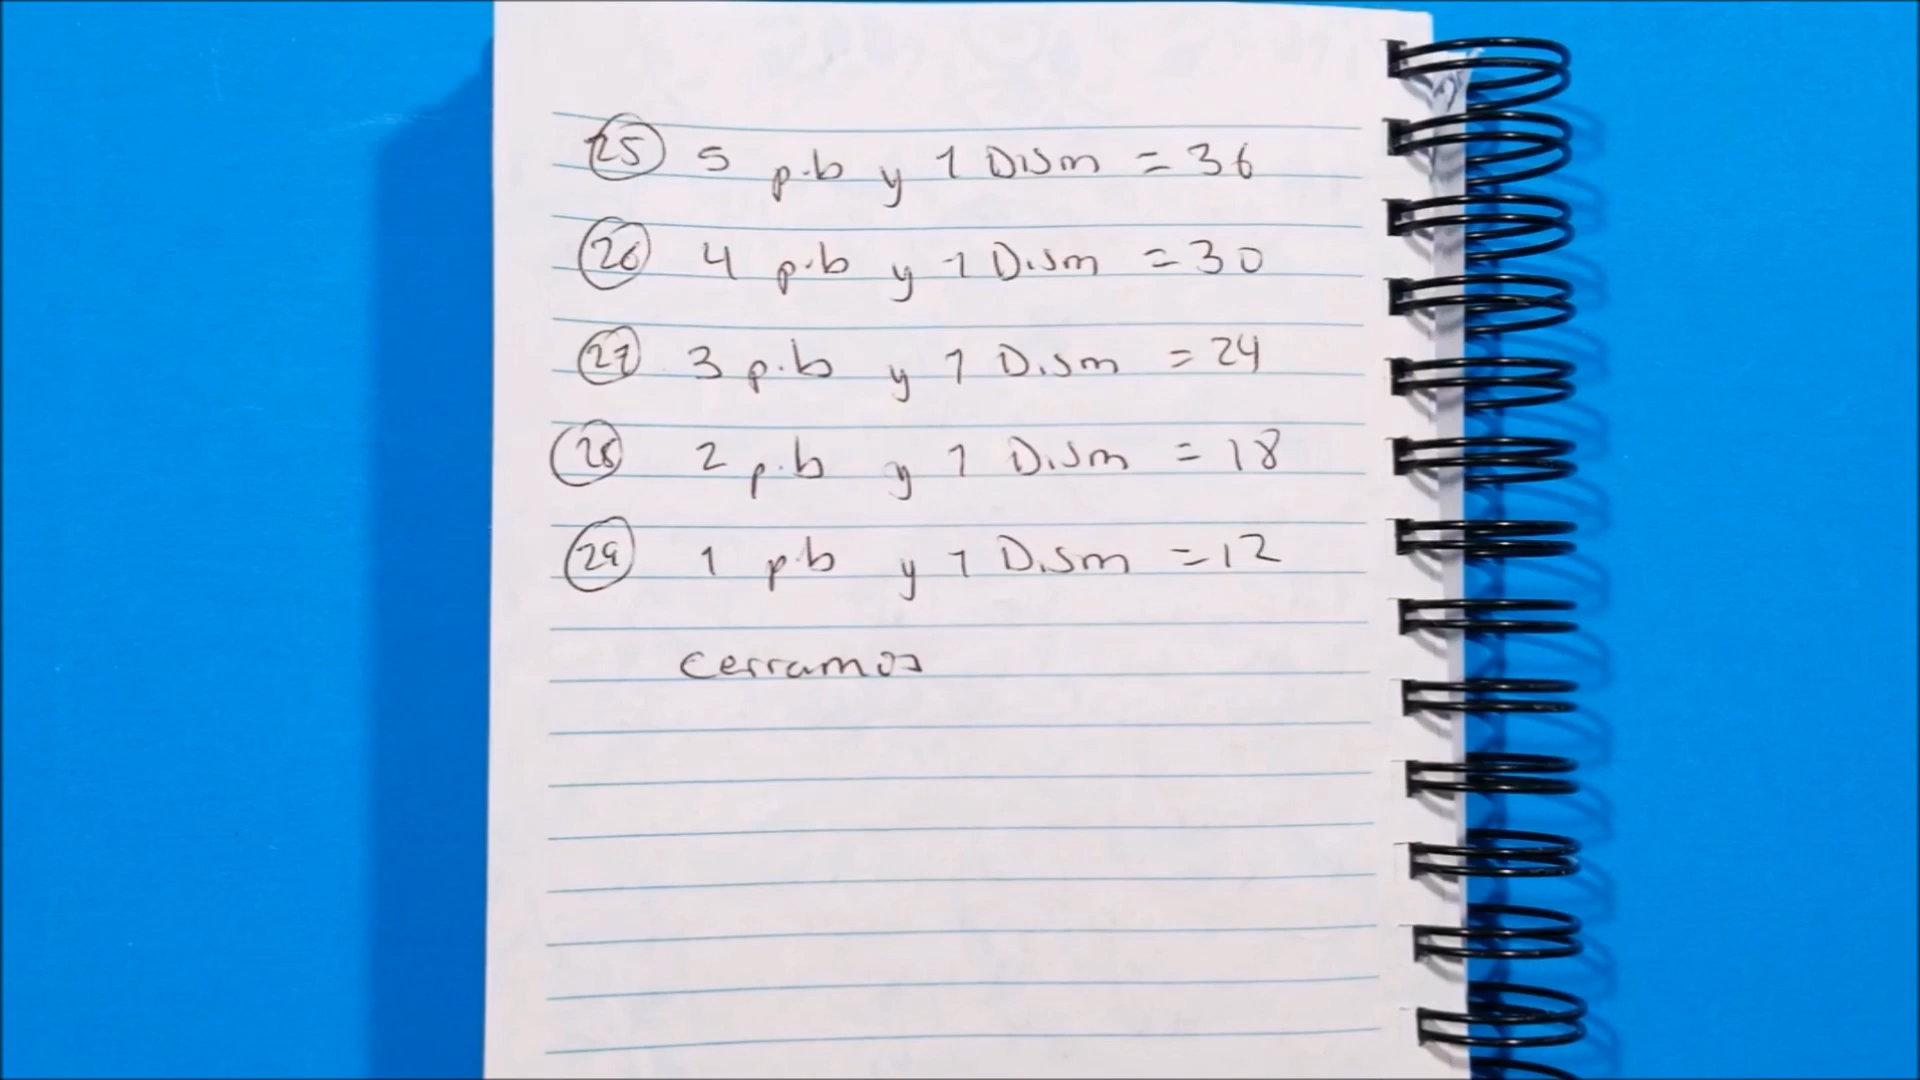 25 5 p.b y 1 Dism = 36
26 4 p.b y 1 Dism = 30
27 3 p.b y 1 Dism = 24
28 2 p.b y 1 Dism = 18
29 1 p.b y 1 Dism = 12
cerramos